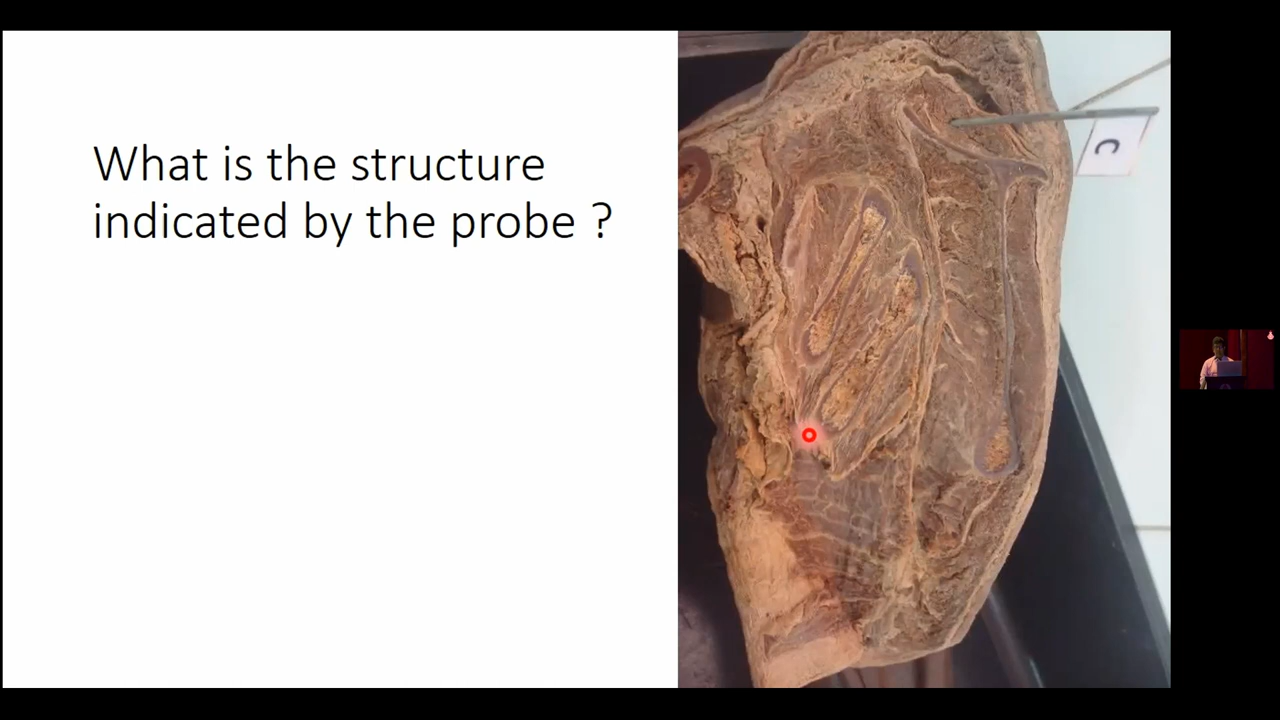 What is the structure
indicated by the probe ?
C